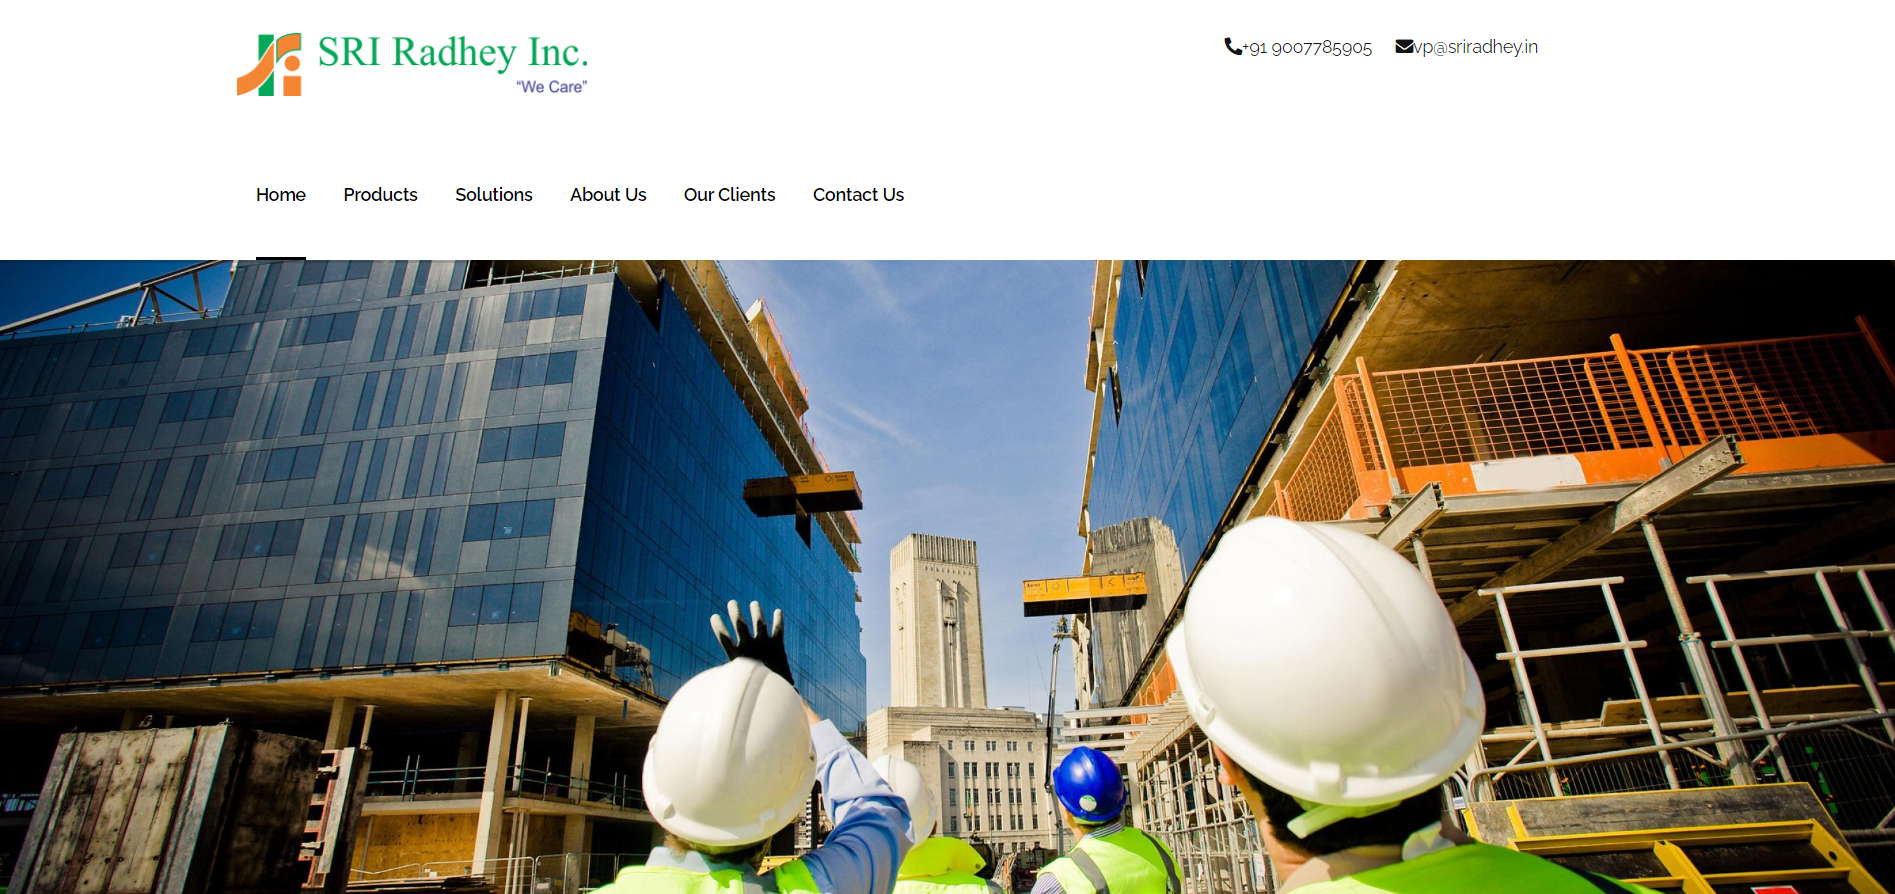 SRI Radhey Inc.
“We Care”
+91 9007785905 vp@sriradhey.in
Home Products Solutions About Us Our Clients Contact Us